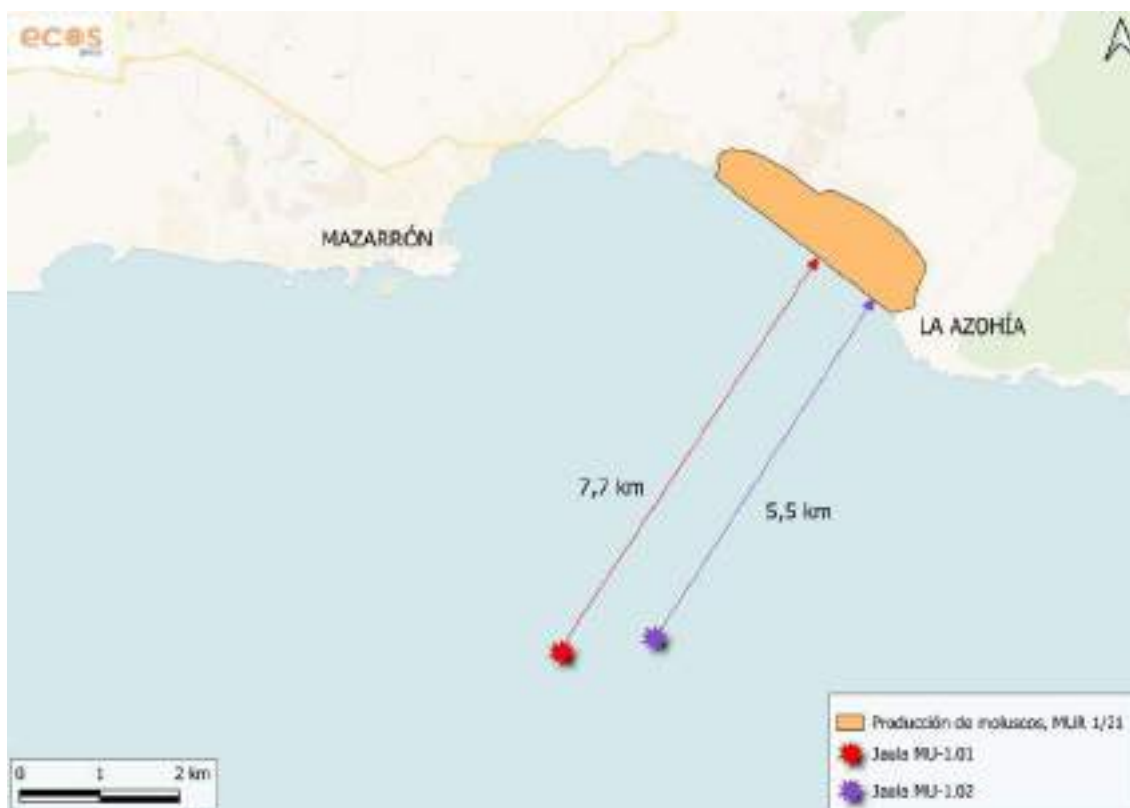 ecos
MAZARRÓN
LA AZOHÍA
7,7 km
5,5 km
Producción de moluscos, MUR 1/21
Jaula MU-1.01
Jaula MU-1.02
0 1 2 km